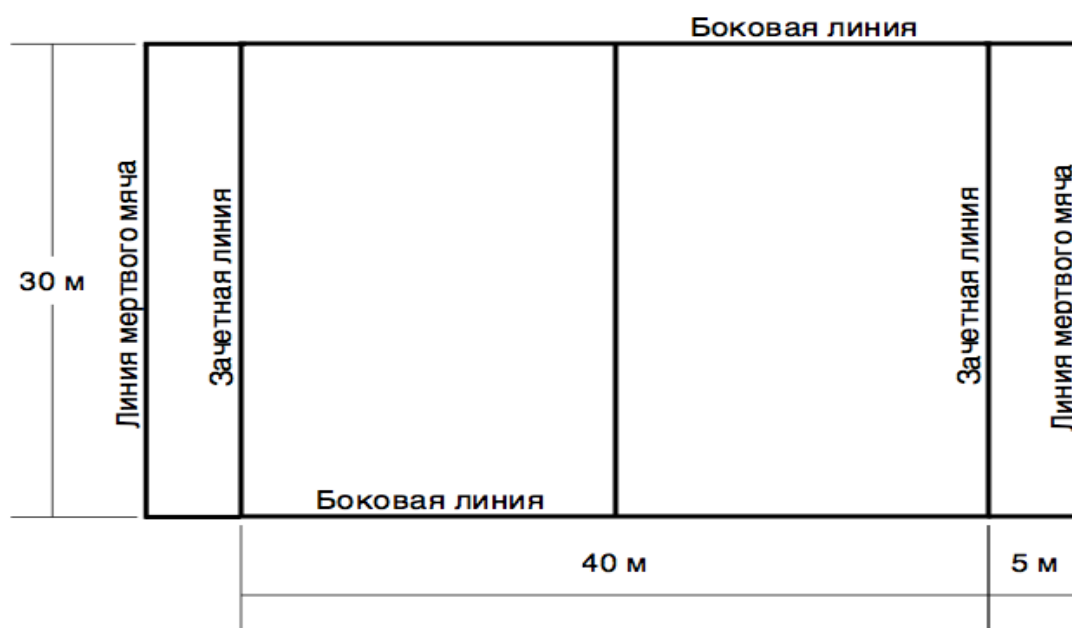 Боковая линия
Линия мертвого мяча
Зачетная линия
Зачетная линия
Линия мертвого мяча
30 м
Боковая линия
40 м
5 м